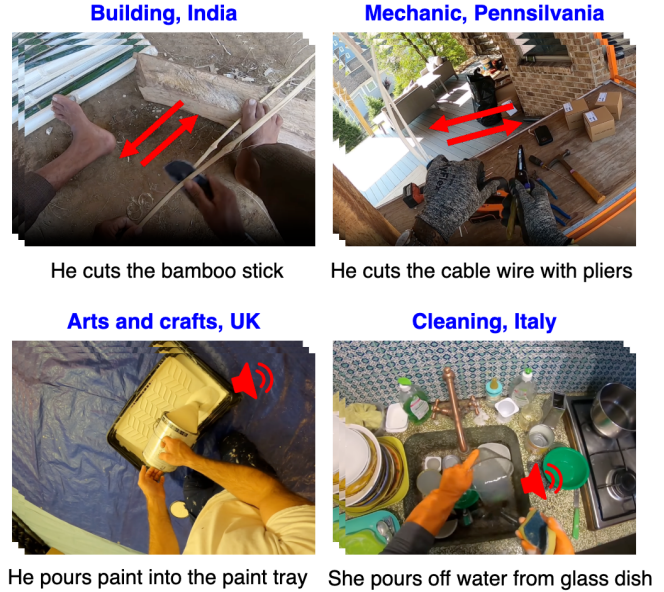 Building, India
Mechanic, Pennsilvania
He cuts the bamboo stick
He cuts the cable wire with pliers
Arts and crafts, UK
Cleaning, Italy
He pours paint into the paint tray
She pours off water from glass dish